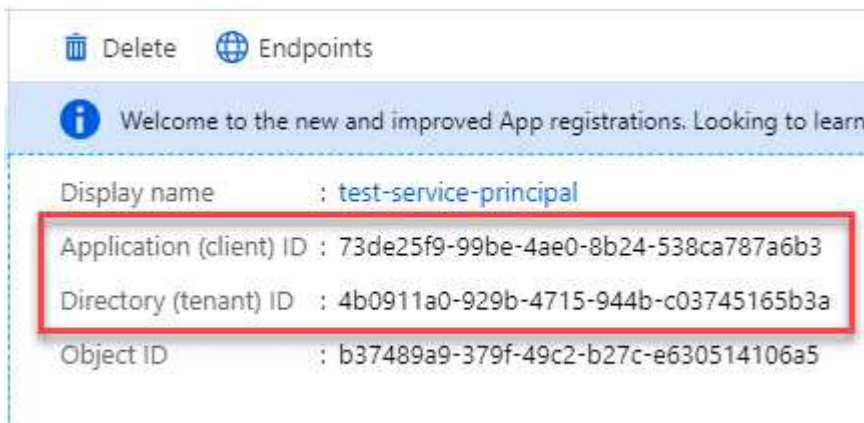 Delete Endpoints
Welcome to the new and improved App registrations. Looking to learn
Display name : test-service-principal
Application (client) ID : 73de25f9-99be-4ae0-8b24-538ca787a6b3
Directory (tenant) ID : 4b0911a0-929b-4715-944b-c03745165b3a
Object ID : b37489a9-379f-49c2-b27c-e630514106a5